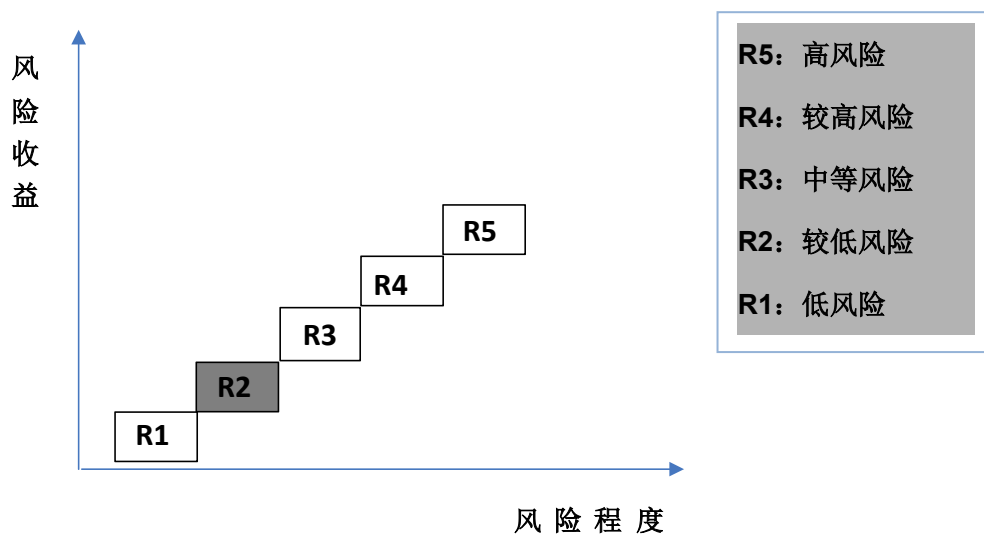 风
险
收
益
R5
R4
R3
R2
R1
风 险 程 度
R5：高风险
R4：较高风险
R3：中等风险
R2：较低风险
R1：低风险